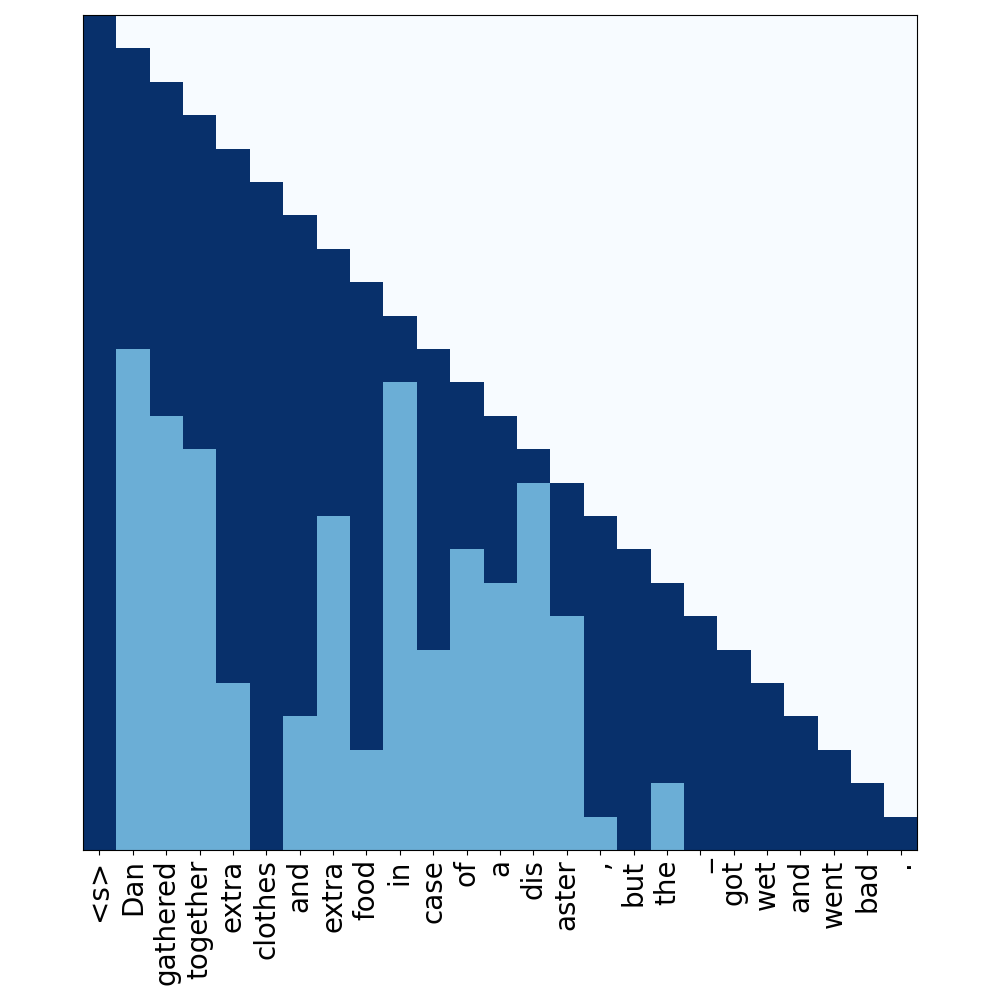 <s>
Dan
gathered
together
extra
clothes
and
extra
food
in
case
of
a
dis
aster
,
but
the
_
got
wet
and
went
bad
.